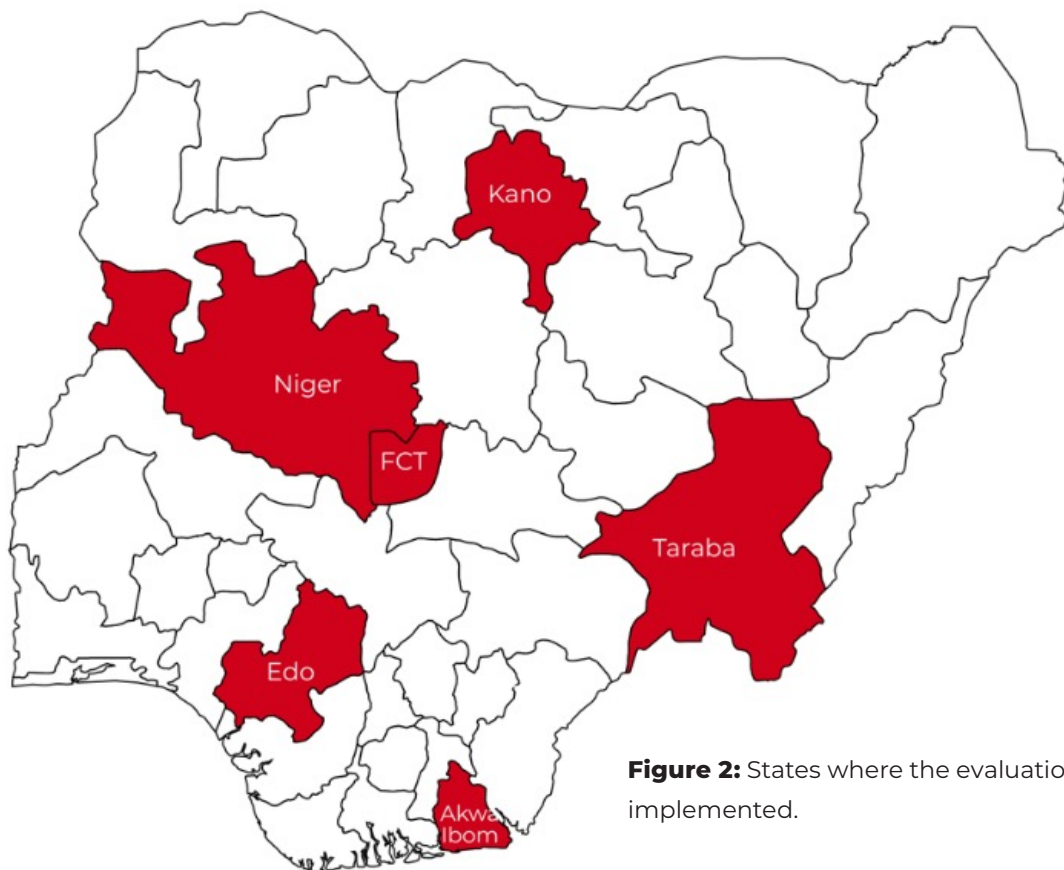 Kano
Niger
FCT
Taraba
Edo
Akwa
Ibom
Figure 2: States where the evaluatio
implemented.